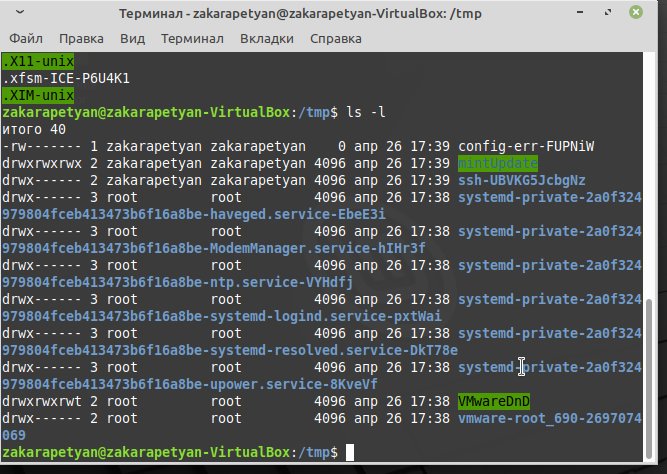 Терминал - zakarapetyan@zakarapetyan-VirtualBox: /tmp
Файл Правка Вид Терминал Вкладки Справка
.X11-unix
.xfsm-ICE-P6U4K1
.XIM-unix
zakarapetyan@zakarapetyan-VirtualBox:/tmp$ ls -l
итого 40
-rw------- 1 zakarapetyan zakarapetyan    0 апр 26 17:39 config-err-FUPNiW
drwxrwxrwx 2 zakarapetyan zakarapetyan 4096 апр 26 17:39 mintUpdate
drwx------ 2 zakarapetyan zakarapetyan 4096 апр 26 17:39 ssh-UBVKG5JcbgNz
drwx------ 3 root         root         4096 апр 26 17:38 systemd-private-2a0f324
979804fceb413473b6f16a8be-haveged.service-EbeE3i
drwx------ 3 root         root         4096 апр 26 17:38 systemd-private-2a0f324
979804fceb413473b6f16a8be-ModemManager.service-hIHr3f
drwx------ 3 root         root         4096 апр 26 17:38 systemd-private-2a0f324
979804fceb413473b6f16a8be-ntp.service-VYHdfj
drwx------ 3 root         root         4096 апр 26 17:38 systemd-private-2a0f324
979804fceb413473b6f16a8be-systemd-logind.service-pxtWai
drwx------ 3 root         root         4096 апр 26 17:38 systemd-private-2a0f324
979804fceb413473b6f16a8be-systemd-resolved.service-DkT78e
drwx------ 3 root         root         4096 апр 26 17:38 systemd-private-2a0f324
979804fceb413473b6f16a8be-upower.service-8KveVf
drwxrwxrwt 2 root         root         4096 апр 26 17:38 VMwareDnD
drwx------ 2 root         root         4096 апр 26 17:38 vmware-root_690-2697074
069
zakarapetyan@zakarapetyan-VirtualBox:/tmp$